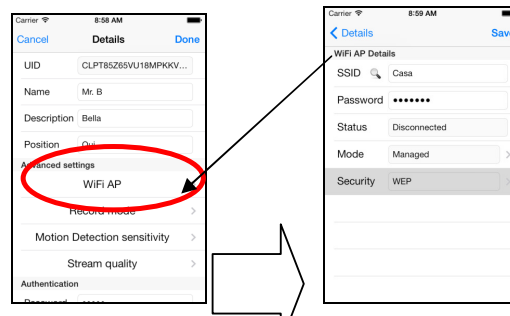 Carrier 8:58 AM
Cancel Details Done
UID CLPT85Z65VU18MPKKV...
Name Mr. B
Description Bella
Position Qui
Advanced settings
WiFi AP
Record mode
Motion Detection sensitivity
Stream quality
Authentication
Password
Carrier 8:59 AM
Details Save
WiFi AP Details
SSID Casa
Password •••••••
Status Disconnected
Mode Managed
Security WEP